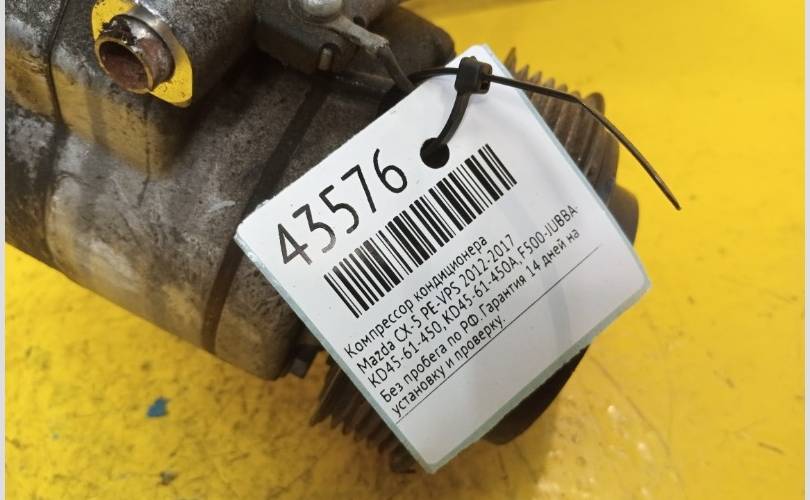 43576
Компрессор кондиционера
Mazda CX-5 PE-VPS 2012-2017
KD45-61-450,KD45-61-450A,F500-JUBBA-
Без пробега по РФ.Гарантия 14 дней на
установку и проверку.